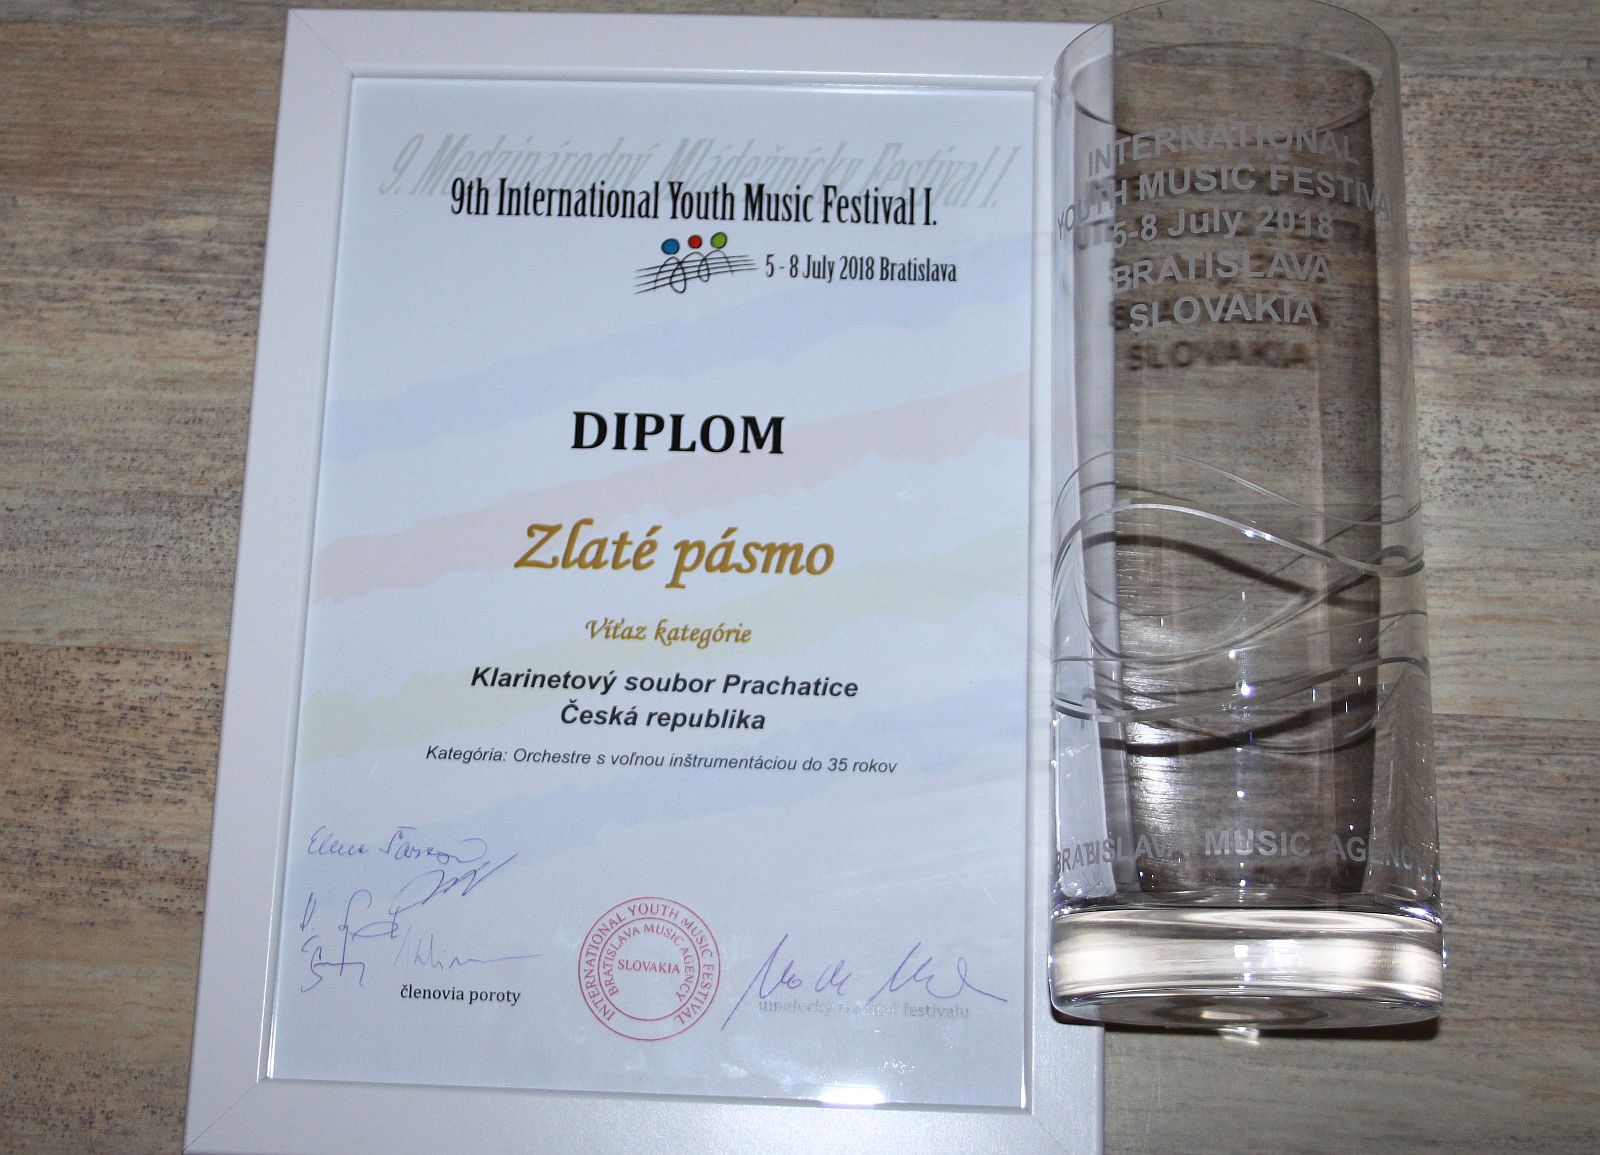 9. Medzinárodný Mládežnícky Festival I.
9th International Youth Music Festival I.
5 - 8 July 2018 Bratislava
DIPLOM
Zlaté pásmo
Víťaz kategórie
Klarinetový soubor Prachatice
Česká republika
Kategória: Orchestre s voľnou inštrumentáciou do 35 rokov
členovia poroty
INTERNATIONAL YOUTH MUSIC FESTIVAL
BRATISLAVA MUSIC AGENCY
SLOVAKIA
umelecký riaditeľ festivalu
INTERNATIONAL
YOUTH MUSIC FESTIVAL
5-8 July 2018
BRATISLAVA
SLOVAKIA
BRATISLAVA MUSIC AGENCY